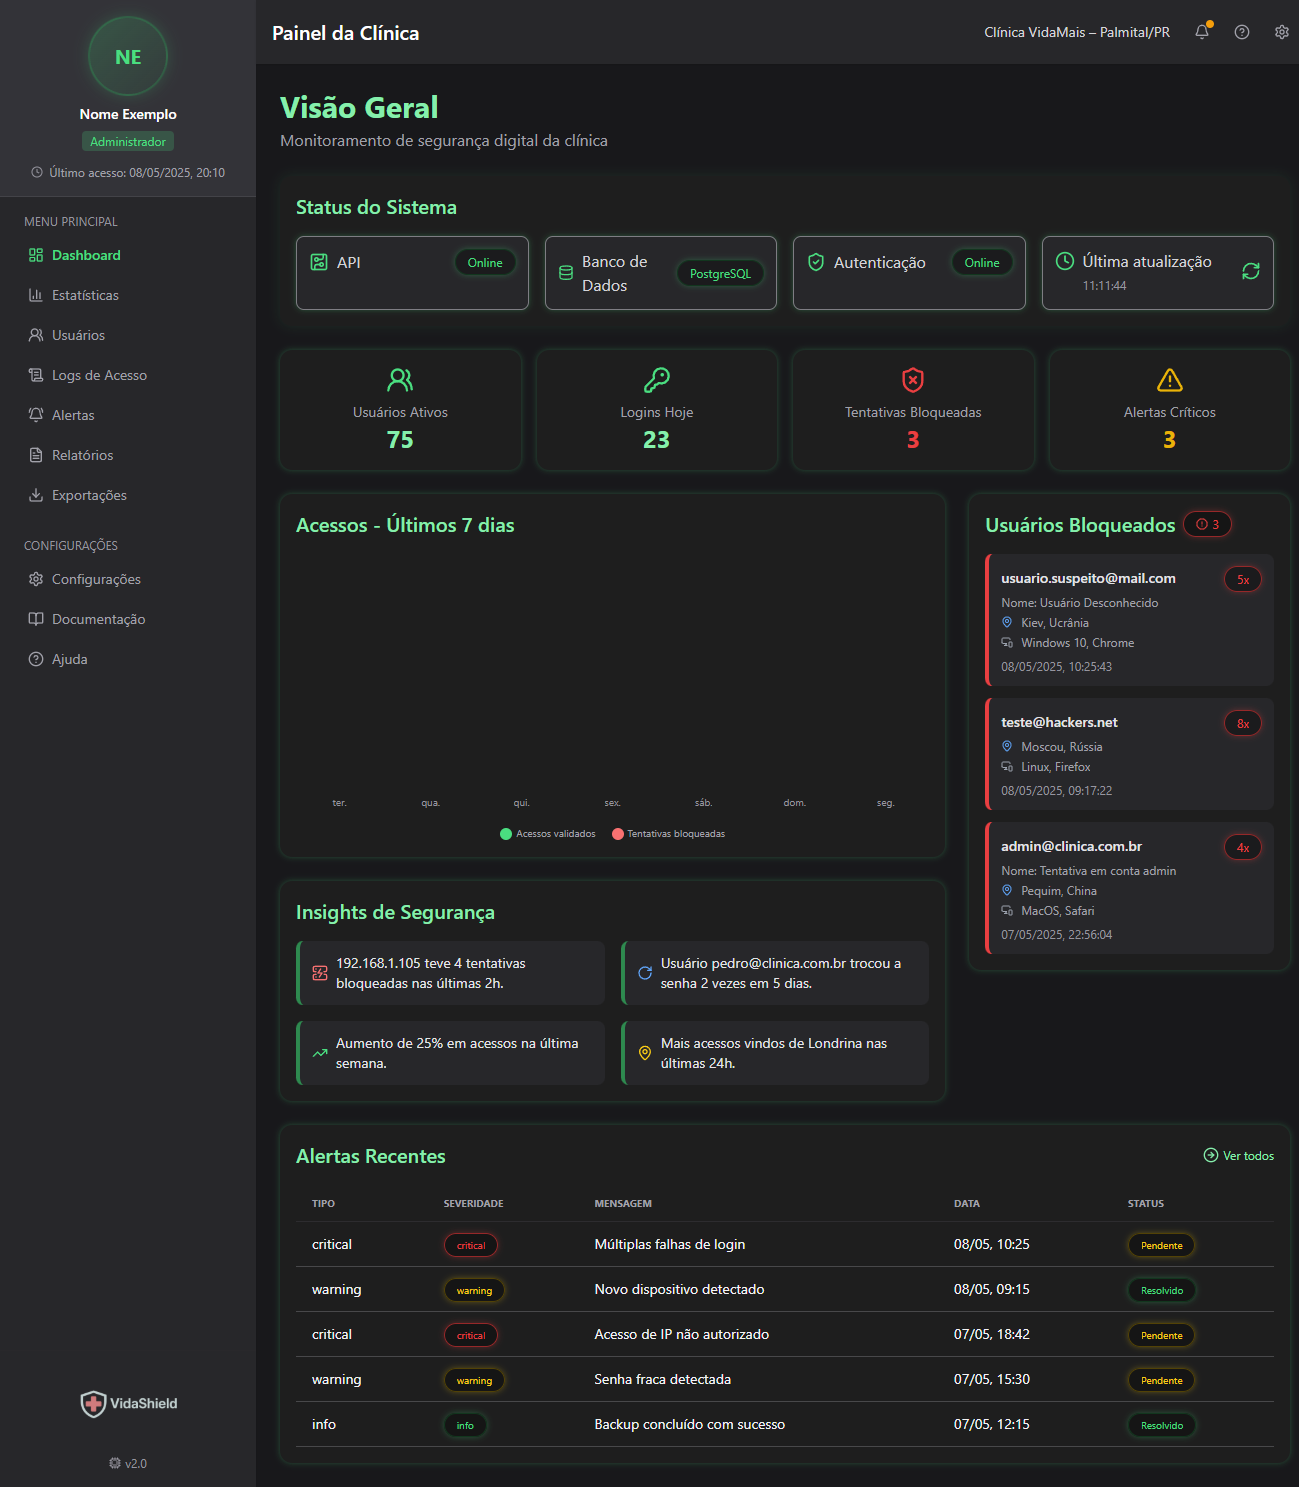 NE
Nome Exemplo
Administrador
Último acesso: 08/05/2025, 20:10
MENU PRINCIPAL
Dashboard
Estatísticas
Usuários
Logs de Acesso
Alertas
Relatórios
Exportações
CONFIGURAÇÕES
Configurações
Documentação
Ajuda
VidaShield
v2.0
Painel da Clínica
Clínica VidaMais – Palmital/PR
Visão Geral
Monitoramento de segurança digital da clínica
Status do Sistema
API
Online
Banco de
Dados
PostgreSQL
Autenticação
Online
Última atualização
11:11:44
Usuários Ativos
75
Logins Hoje
23
Tentativas Bloqueadas
3
Alertas Críticos
3
Acessos - Últimos 7 dias
ter. qua. qui. sex. sáb. dom. seg.
Acessos validados Tentativas bloqueadas
Usuários Bloqueados 3
usuario.suspeito@mail.com 5x
Nome: Usuário Desconhecido
Kiev, Ucrânia
Windows 10, Chrome
08/05/2025, 10:25:43
teste@hackers.net 8x
Moscou, Rússia
Linux, Firefox
08/05/2025, 09:17:22
admin@clinica.com.br 4x
Nome: Tentativa em conta admin
Pequim, China
MacOS, Safari
07/05/2025, 22:56:04
Insights de Segurança
192.168.1.105 teve 4 tentativas
bloqueadas nas últimas 2h.
Usuário pedro@clinica.com.br trocou a
senha 2 vezes em 5 dias.
Aumento de 25% em acessos na última
semana.
Mais acessos vindos de Londrina nas
últimas 24h.
Alertas Recentes
Ver todos
TIPO SEVERIDADE MENSAGEM DATA STATUS
critical critical Múltiplas falhas de login 08/05, 10:25 Pendente
warning warning Novo dispositivo detectado 08/05, 09:15 Resolvido
critical critical Acesso de IP não autorizado 07/05, 18:42 Pendente
warning warning Senha fraca detectada 07/05, 15:30 Pendente
info info Backup concluído com sucesso 07/05, 12:15 Resolvido